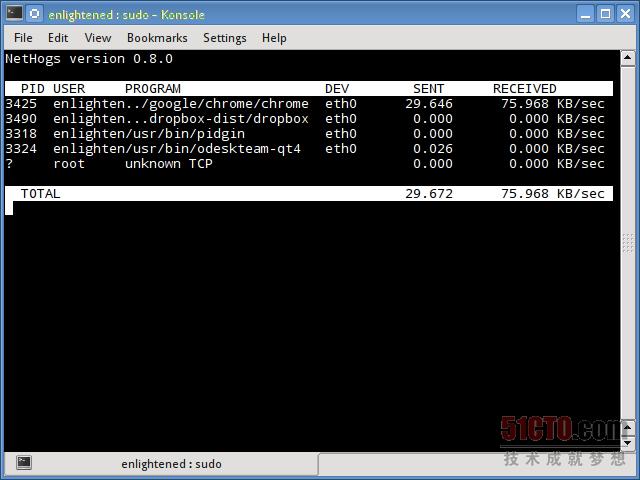 enlightened : sudo - Konsole
File Edit View Bookmarks Settings Help
NetHogs version 0.8.0
PID USER PROGRAM DEV SENT RECEIVED
3425 enlighten../google/chrome/chrome eth0 29.646 75.968 KB/sec
3490 enlighten...dropbox-dist/dropbox eth0 0.000 0.000 KB/sec
3318 enlighten/usr/bin/pidgin eth0 0.000 0.000 KB/sec
3324 enlighten/usr/bin/odeskteam-qt4 eth0 0.026 0.000 KB/sec
? root unknown TCP 0.000 0.000 KB/sec
TOTAL 29.672 75.968 KB/sec
51CTO.com
技术成就梦想
enlightened : sudo